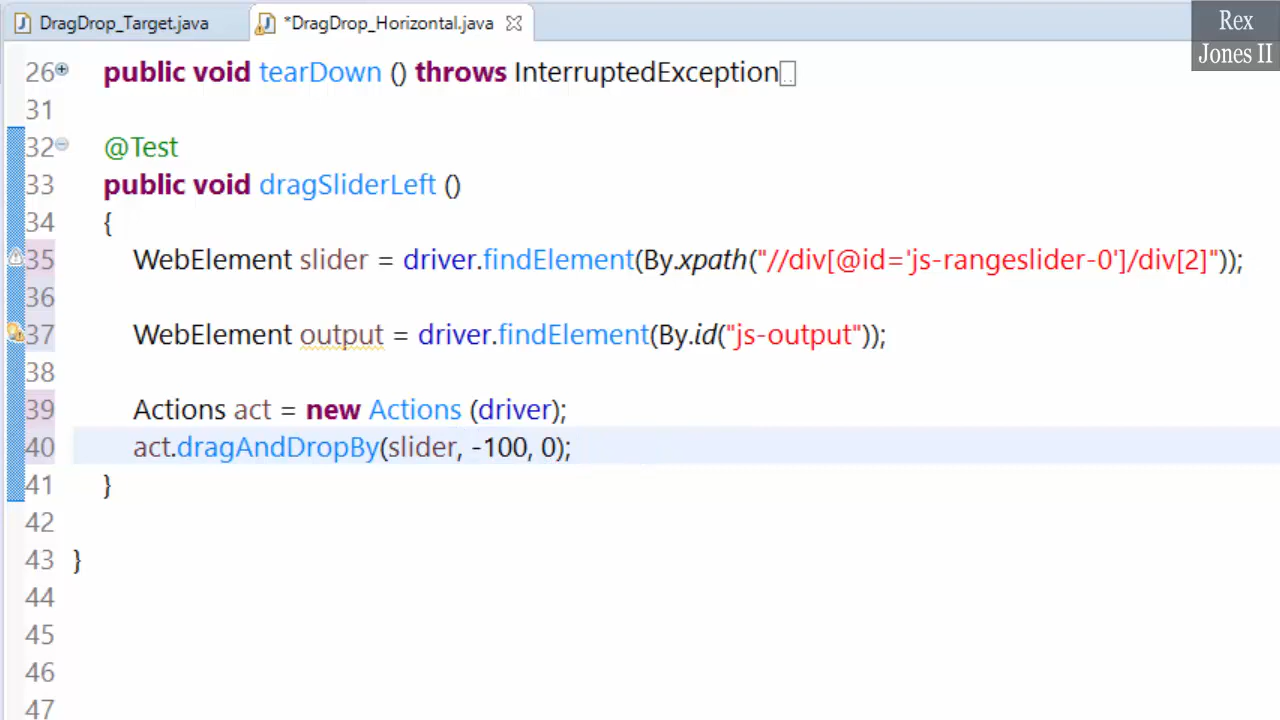 DragDrop_Target.java *DragDrop_Horizontal.java
Rex
Jones II
26 public void tearDown () throws InterruptedException
31
32 @Test
33 public void dragSliderLeft ()
34 {
35 WebElement slider = driver.findElement(By.xpath("//div[@id='js-rangeslider-0']/div[2]"));
36
37 WebElement output = driver.findElement(By.id("js-output"));
38
39 Actions act = new Actions (driver);
40 act.dragAndDropBy(slider, -100, 0);
41 }
42
43 }
44
45
46
47